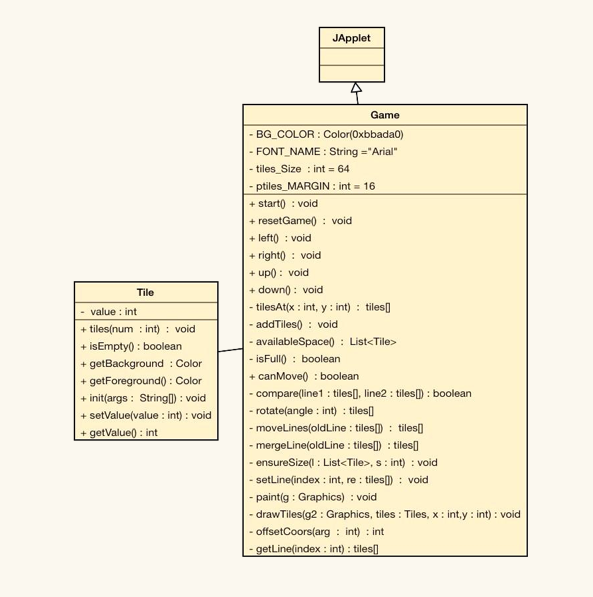 JApplet
Game
- BG_COLOR : Color(0xbbada0)
- FONT_NAME : String ="Arial"
- tiles_Size : int = 64
- ptiles_MARGIN : int = 16
+ start() : void
+ resetGame() : void
+ left() : void
+ right() : void
+ up() : void
+ down() : void
- tilesAt(x : int, y : int) : tiles[]
- addTiles() : void
- availableSpace() : List<Tile>
- isFull() : boolean
+ canMove() : boolean
- compare(line1 : tiles[], line2 : tiles[]) : boolean
- rotate(angle : int) : tiles[]
- moveLines(oldLine : tiles[]) : tiles[]
- mergeLine(oldLine : tiles[]) : tiles[]
- ensureSize(l : List<Tile>, s : int) : void
- setLine(index : int, re : tiles[]) : void
- paint(g : Graphics) : void
- drawTiles(g2 : Graphics, tiles : Tiles, x : int,y : int) : void
- offsetCoors(arg : int) : int
- getLine(index : int) : tiles[]
Tile
- value : int
+ tiles(num : int) : void
+ isEmpty() : boolean
+ getBackground : Color
+ getForeground() : Color
+ init(args : String[]) : void
+ setValue(value : int) : void
+ getValue() : int